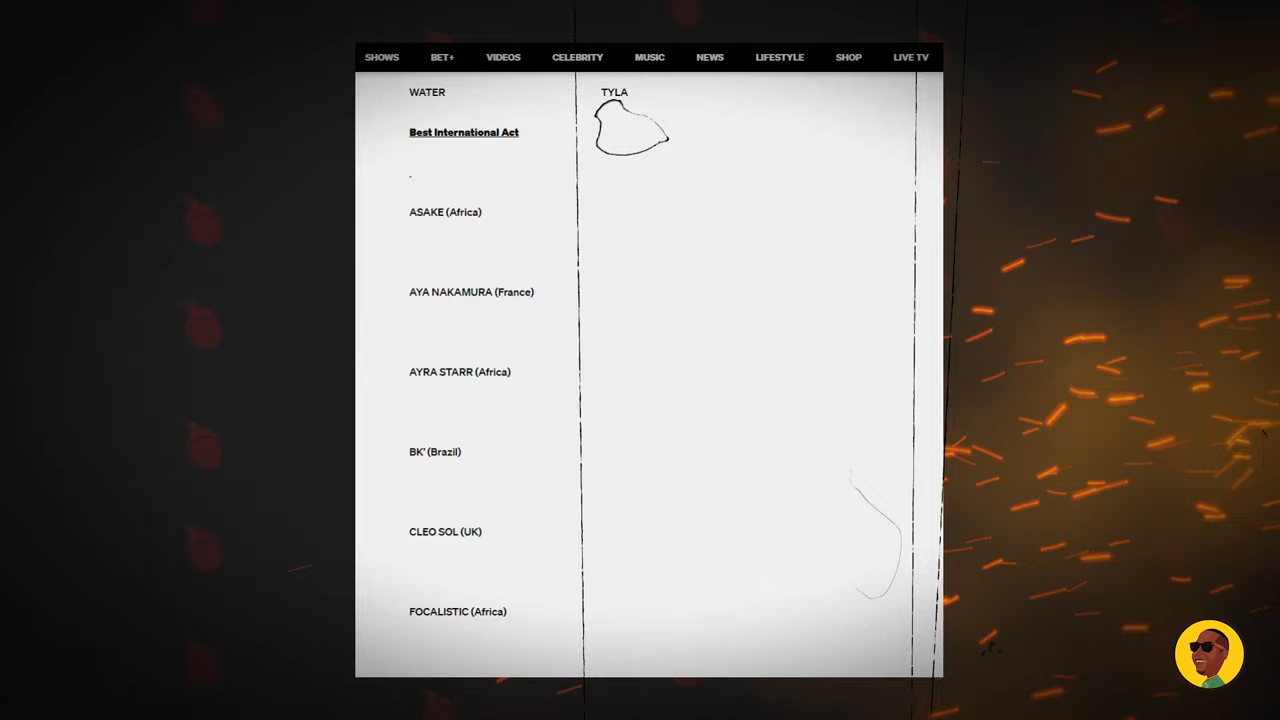 SHOWS BET+ VIDEOS CELEBRITY MUSIC NEWS LIFESTYLE SHOP LIVE TV
WATER TYLA
Best International Act
-
ASAKE (Africa)
AYA NAKAMURA (France)
AYRA STARR (Africa)
BK' (Brazil)
CLEO SOL (UK)
FOCALISTIC (Africa)